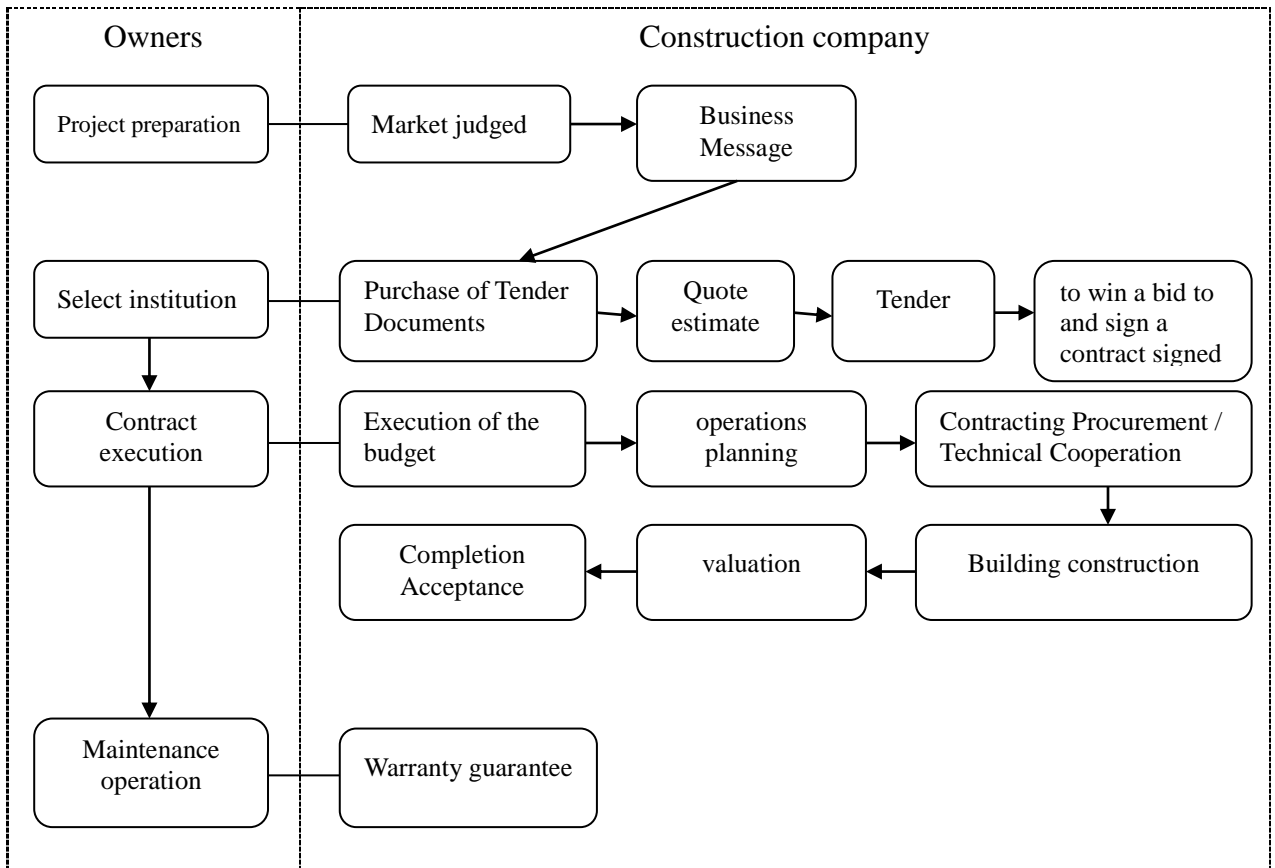 Owners
Construction company
Project preparation
Market judged
Business
Message
Select institution
Purchase of Tender
Documents
Quote
estimate
Tender
to win a bid to
and sign a
contract signed
Contract
execution
Execution of the
budget
operations
planning
Contracting Procurement /
Technical Cooperation
Completion
Acceptance
valuation
Building construction
Maintenance
operation
Warranty guarantee